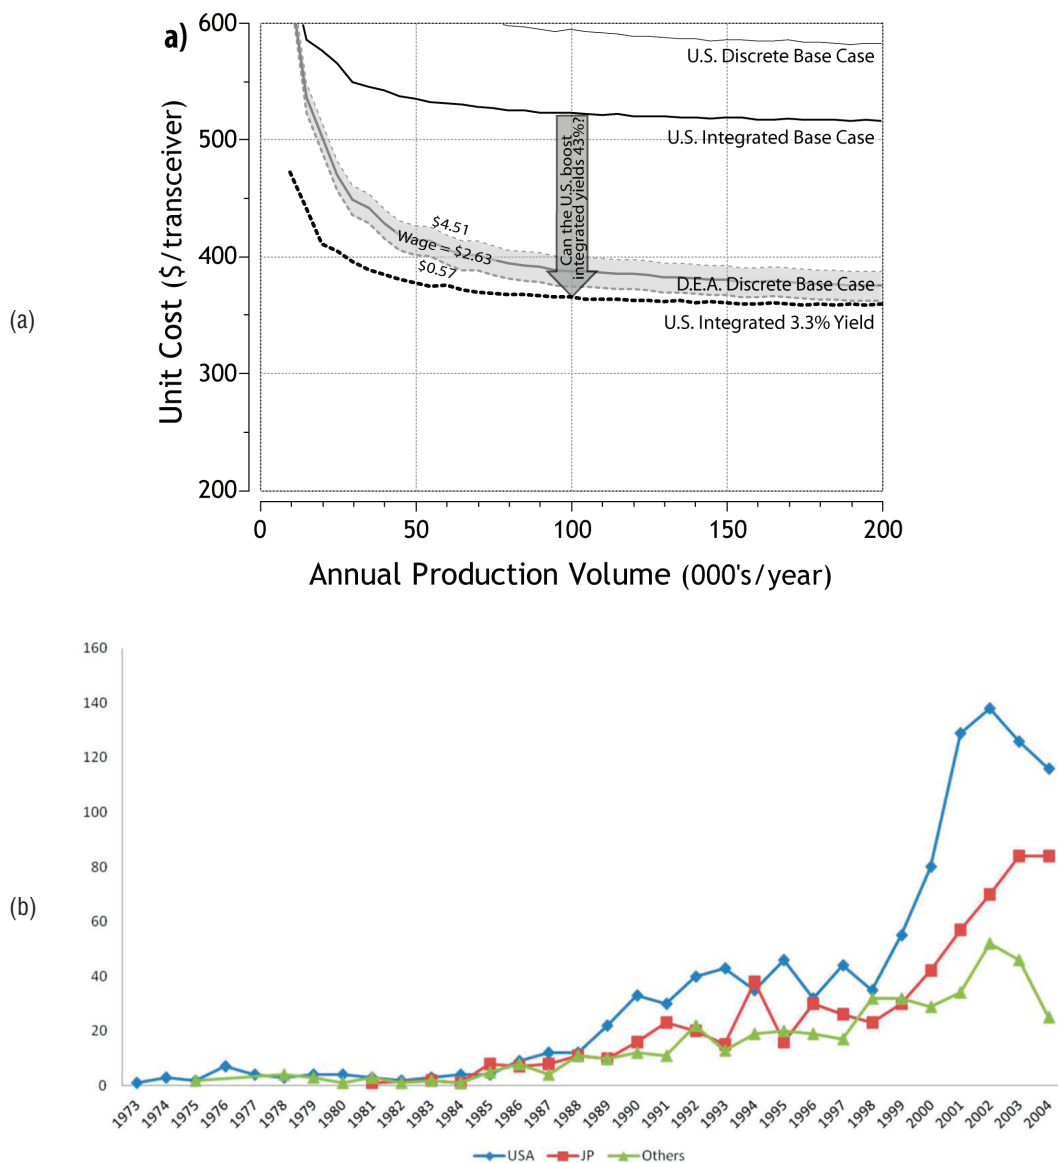 (a)
a)
Unit Cost ($/transceiver)
600
500
400
300
200
U.S. Discrete Base Case
U.S. Integrated Base Case
Can the U.S. boost
integrated yields 43%?
$4.51
Wage = $2.63
$0.57
D.E.A. Discrete Base Case
U.S. Integrated 3.3% Yield
0 50 100 150 200
Annual Production Volume (000's/year)
(b)
160
140
120
100
80
60
40
20
0
1973 1974 1975 1976 1977 1978 1979 1980 1981 1982 1983 1984 1985 1986 1987 1988 1989 1990 1991 1992 1993 1994 1995 1996 1997 1998 1999 2000 2001 2002 2003 2004
USA JP Others